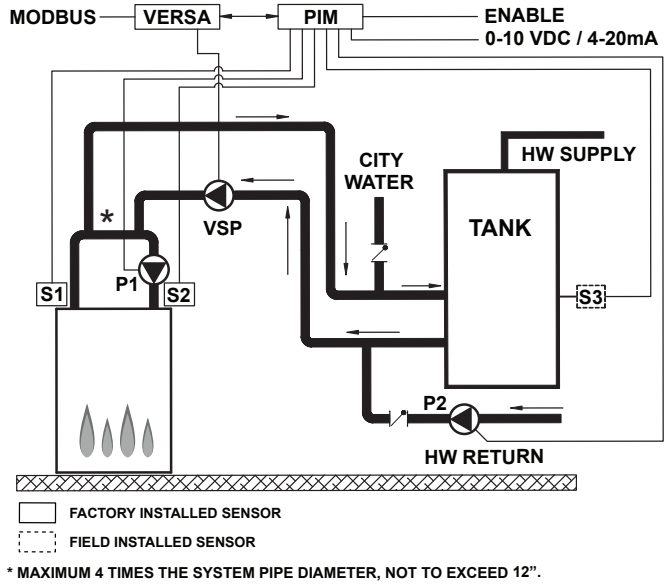 MODBUS
VERSA
PIM
ENABLE
0-10 VDC / 4-20mA
HW SUPPLY
CITY
WATER
TANK
*
VSP
P1
S1
S2
S3
P2
HW RETURN
FACTORY INSTALLED SENSOR
FIELD INSTALLED SENSOR
* MAXIMUM 4 TIMES THE SYSTEM PIPE DIAMETER, NOT TO EXCEED 12”.